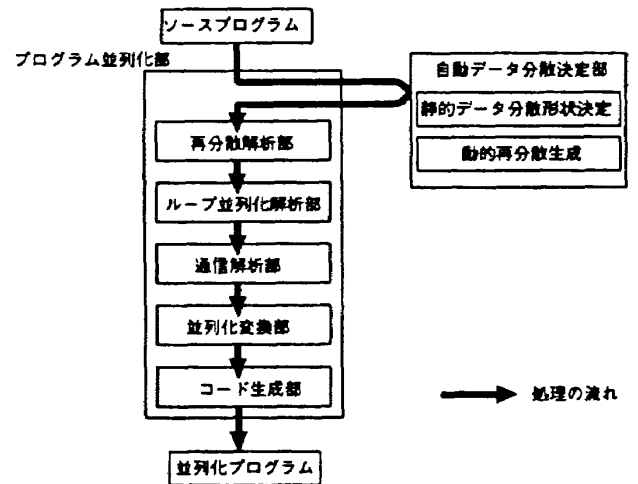 ソースプログラム
プログラム並列化部
自動データ分散決定部
静的データ分散形状決定
動的再分散生成
再分散解析部
ループ並列化解析部
通信解析部
並列化変換部
コード生成部
処理の流れ
並列化プログラム